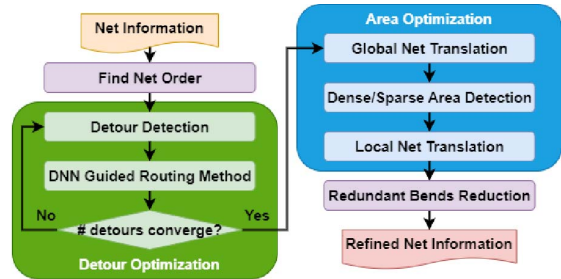 Net Information
Find Net Order
Detour Detection
DNN Guided Routing Method
No
# detours converge?
Yes
Detour Optimization
Area Optimization
Global Net Translation
Dense/Sparse Area Detection
Local Net Translation
Redundant Bends Reduction
Refined Net Information